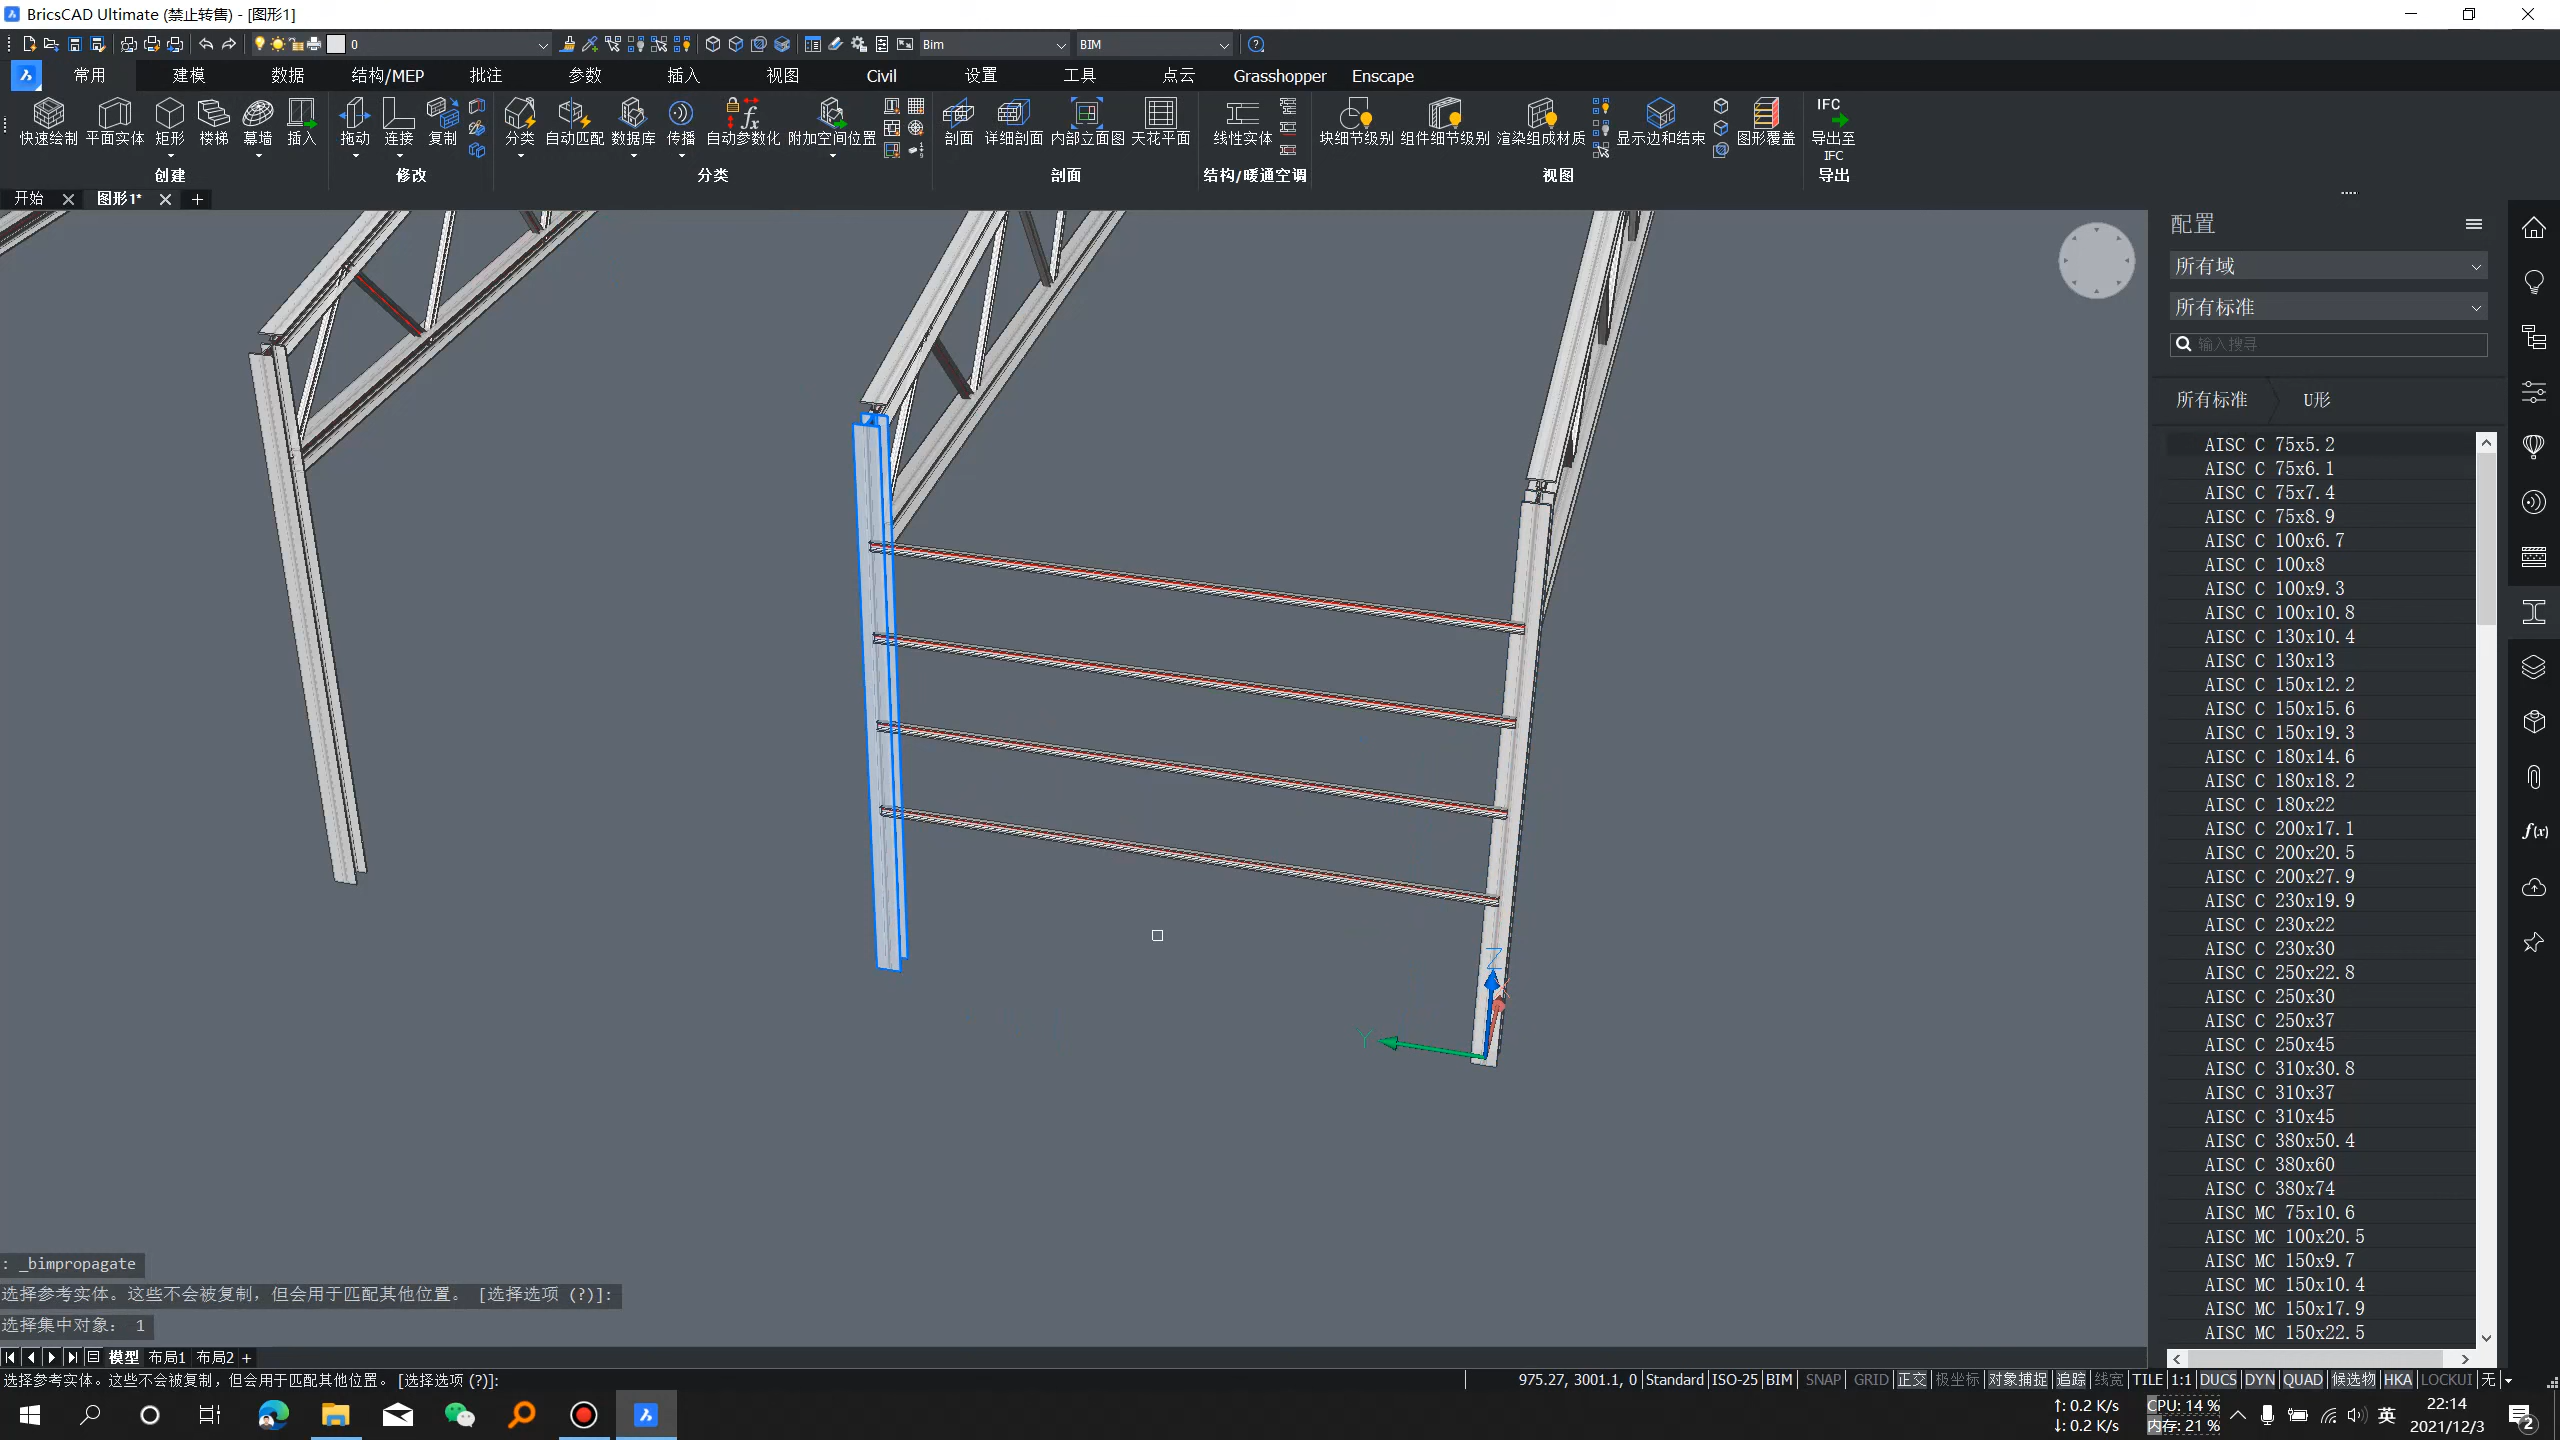 BricsCAD Ultimate (禁止转售) - [图形1]
0
Bim
BIM
常用 建模 数据 结构/MEP 批注 参数 插入 视图 Civil 设置 工具 点云 Grasshopper Enscape
快速绘制 平面实体 矩形 楼梯 幕墙 插入 拖动 连接 复制 分类 自动匹配 数据库 传播 自动参数化 附加空间位置 剖面 详细剖面 内部立面图 天花平面 线性实体 块细节级别 组件细节级别 渲染组成材质 显示边和结束 图形覆盖 导出至
IFC
IFC
创建 修改 分类 剖面 结构/暖通空调 视图 导出
开始 图形1* +
配置
所有域
所有标准
输入搜寻
所有标准 U形
AISC C 75x5.2
AISC C 75x6.1
AISC C 75x7.4
AISC C 75x8.9
AISC C 100x6.7
AISC C 100x8
AISC C 100x9.3
AISC C 100x10.8
AISC C 130x10.4
AISC C 130x13
AISC C 150x12.2
AISC C 150x15.6
AISC C 150x19.3
AISC C 180x14.6
AISC C 180x18.2
AISC C 180x22
AISC C 200x17.1
AISC C 200x20.5
AISC C 200x27.9
AISC C 230x19.9
AISC C 230x22
AISC C 230x30
AISC C 250x22.8
AISC C 250x30
AISC C 250x37
AISC C 250x45
AISC C 310x30.8
AISC C 310x37
AISC C 310x45
AISC C 380x50.4
AISC C 380x60
AISC C 380x74
AISC MC 75x10.6
AISC MC 100x20.5
AISC MC 150x9.7
AISC MC 150x10.4
AISC MC 150x17.9
AISC MC 150x22.5
f(x)
Z
Y
: _bimpropagate
选择参考实体。这些不会被复制，但会用于匹配其他位置。 [选择选项 (?)]:
选择集中对象: 1
模型 布局1 布局2 +
选择参考实体。这些不会被复制，但会用于匹配其他位置。 [选择选项 (?)]:
975.27, 3001.1, 0 Standard ISO-25 BIM SNAP GRID 正交 极坐标 对象捕捉 追踪 线宽 TILE 1:1 DUCS DYN QUAD 候选物 HKA LOCKUI 无
↑: 0.2 K/s
↓: 0.2 K/s
CPU: 14 %
内存: 21 %
英
22:14
2021/12/3
2